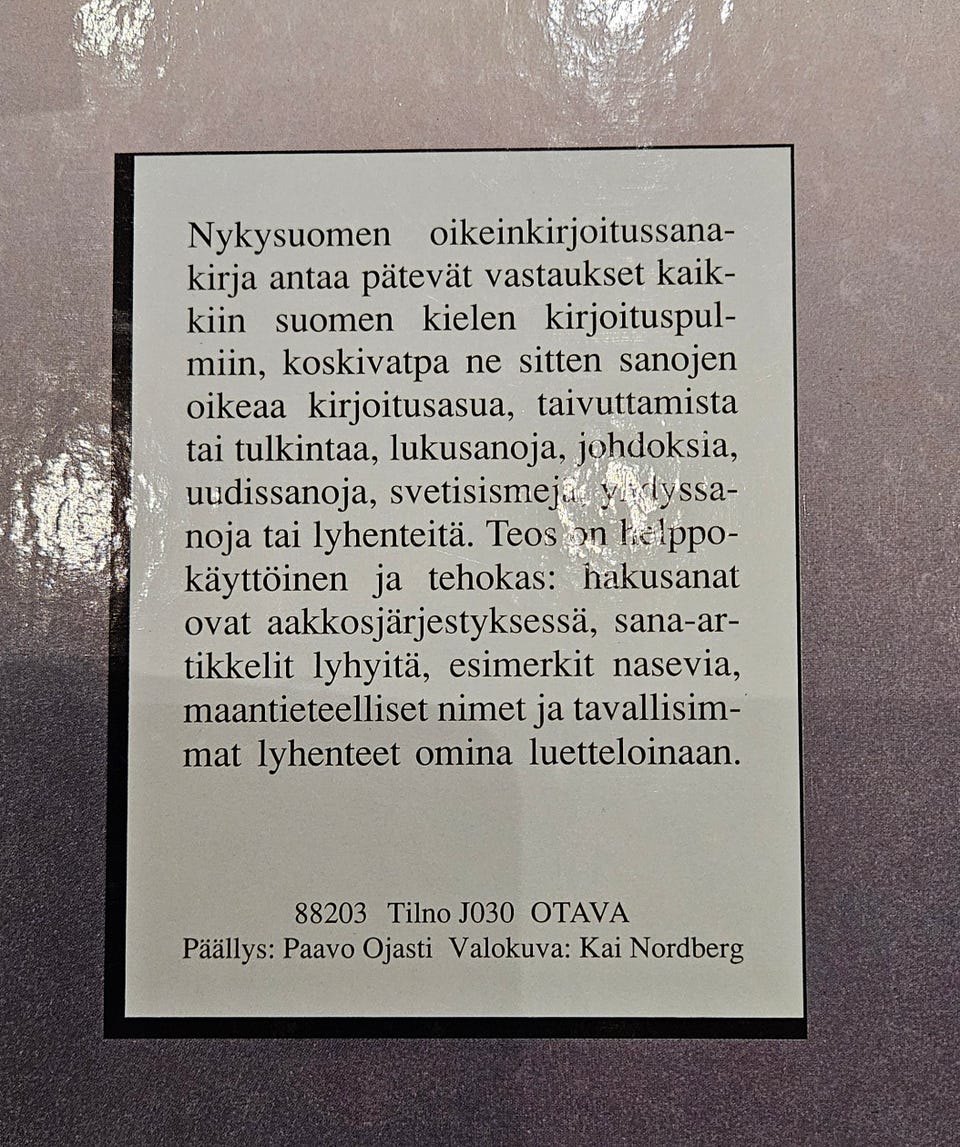 Nykysuomen oikeinkirjoitussana-
kirja antaa pätevät vastaukset kaik-
kiin suomen kielen kirjoituspul-
miin, koskivatpa ne sitten sanojen
oikeaa kirjoitusasua, taivuttamista
tai tulkintaa, lukusanoja, johdoksia,
uudissanoja, svetisismejä, yhdyssa-
noja tai lyhenteitä. Teos on helppo-
käyttöinen ja tehokas: hakusanat
ovat aakkosjärjestyksessä, sana-ar-
tikkelit lyhyitä, esimerkit nasevia,
maantieteelliset nimet ja tavallisim-
mat lyhenteet omina luetteloinaan.
88203 Tilno J030 OTAVA
Päällys: Paavo Ojasti Valokuva: Kai Nordberg